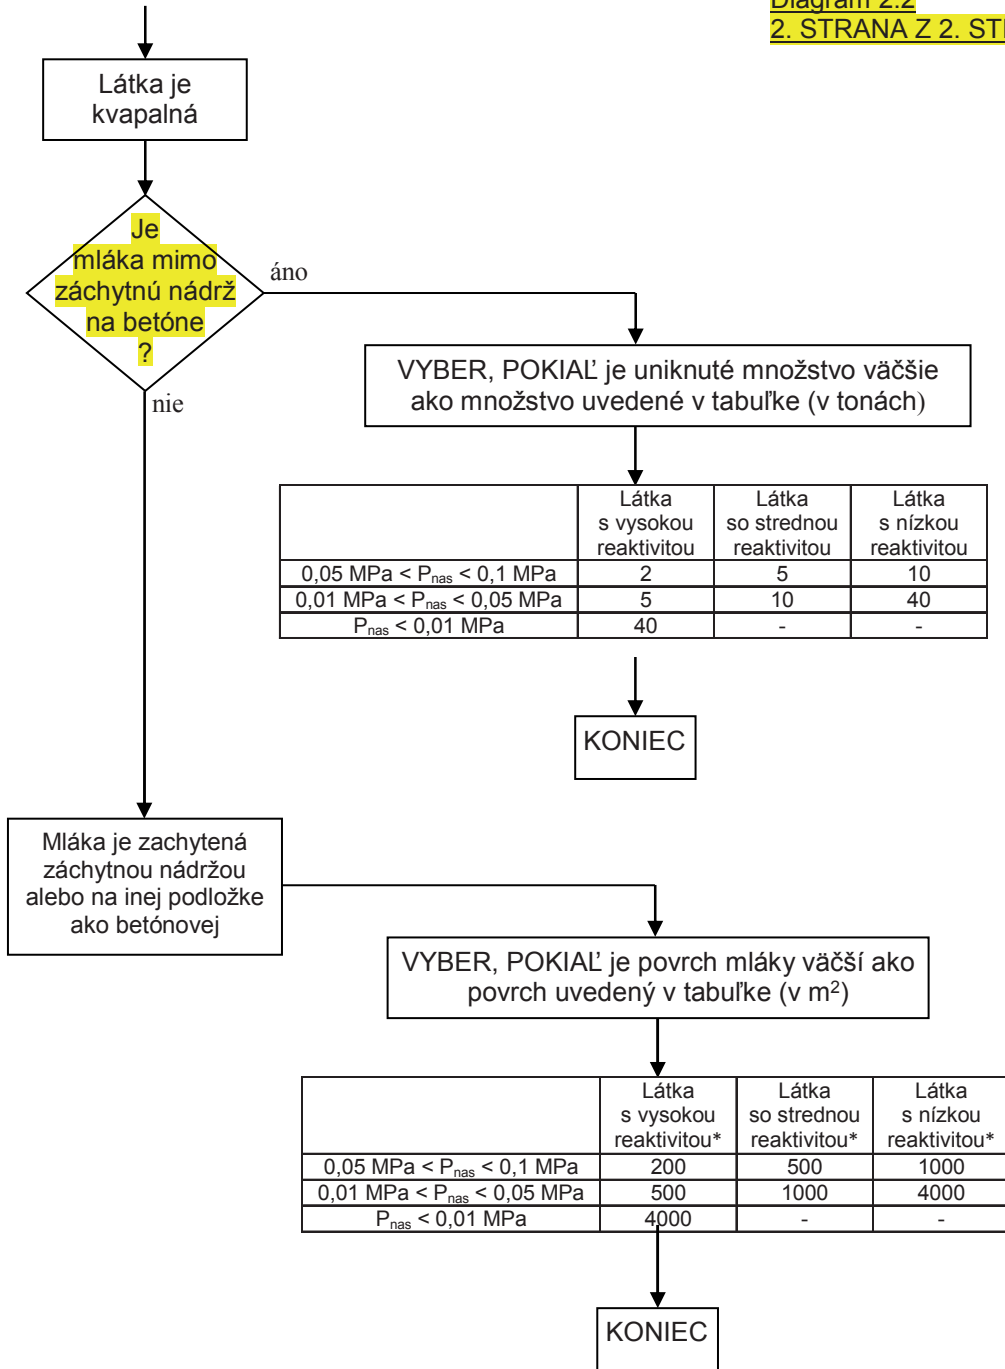 Diagram 2.2
2. STRANA Z 2. 
Látka je
kvapalná
Je
mláka mimo
záchytnú nádrž
na betóne
?
áno
nie
VYBER, POKIAĽ je uniknuté množstvo väčšie
ako množstvo uvedené v tabuľke (v tonách)
Látka s vysokou reaktivitou Látka so strednou reaktivitou Látka s nízkou reaktivitou
0,05 MPa < Pnas < 0,1 MPa 2 5 10
0,01 MPa < Pnas < 0,05 MPa 5 10 40
Pnas < 0,01 MPa 40 - -
KONIEC
Mláka je zachytená
záchytnou nádržou
alebo na inej podložke
ako betónovej
VYBER, POKIAĽ je povrch mláky väčší ako
povrch uvedený v tabuľke (v m²)
Látka s vysokou reaktivitou* Látka so strednou reaktivitou* Látka s nízkou reaktivitou*
0,05 MPa < Pnas < 0,1 MPa 200 500 1000
0,01 MPa < Pnas < 0,05 MPa 500 1000 4000
Pnas < 0,01 MPa 4000 - -
KONIEC